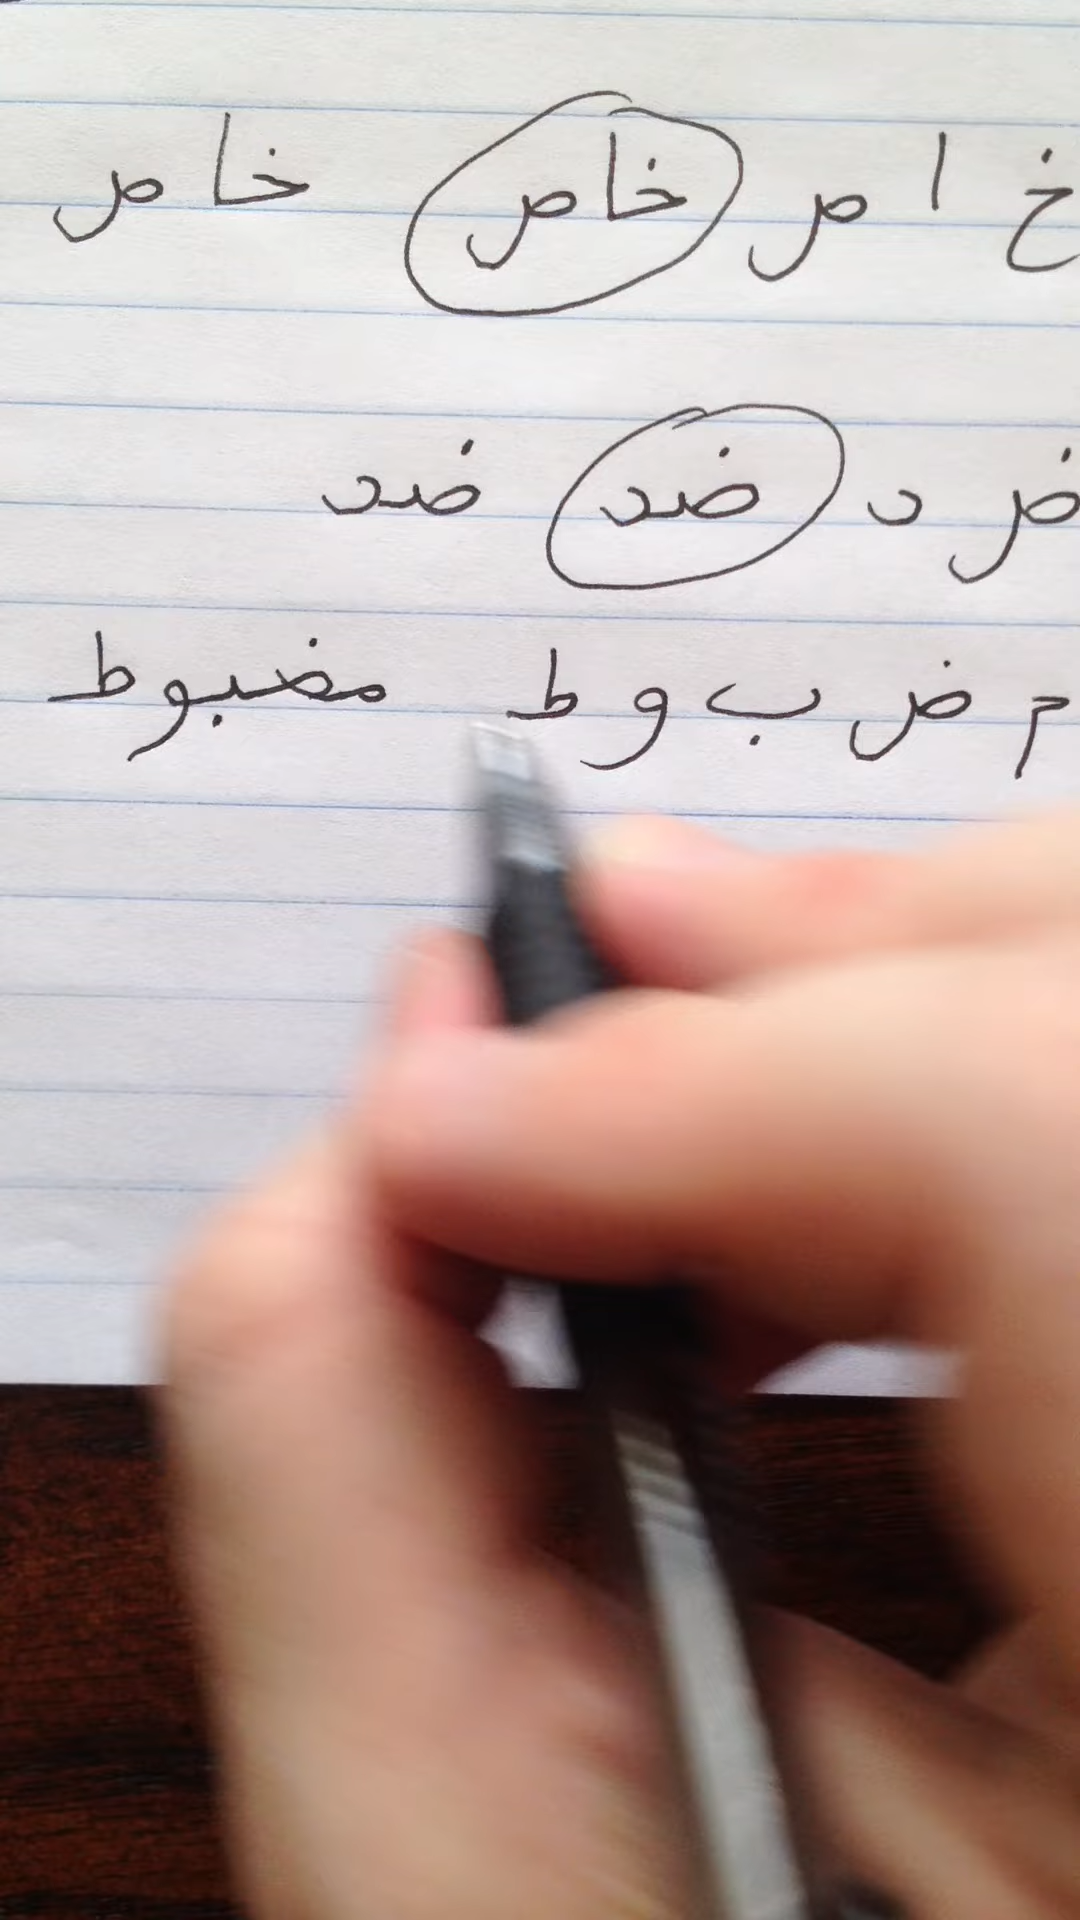 خ ا ص خاص خاص
ض د ضد ضد
م ض ب و ط مضبوط